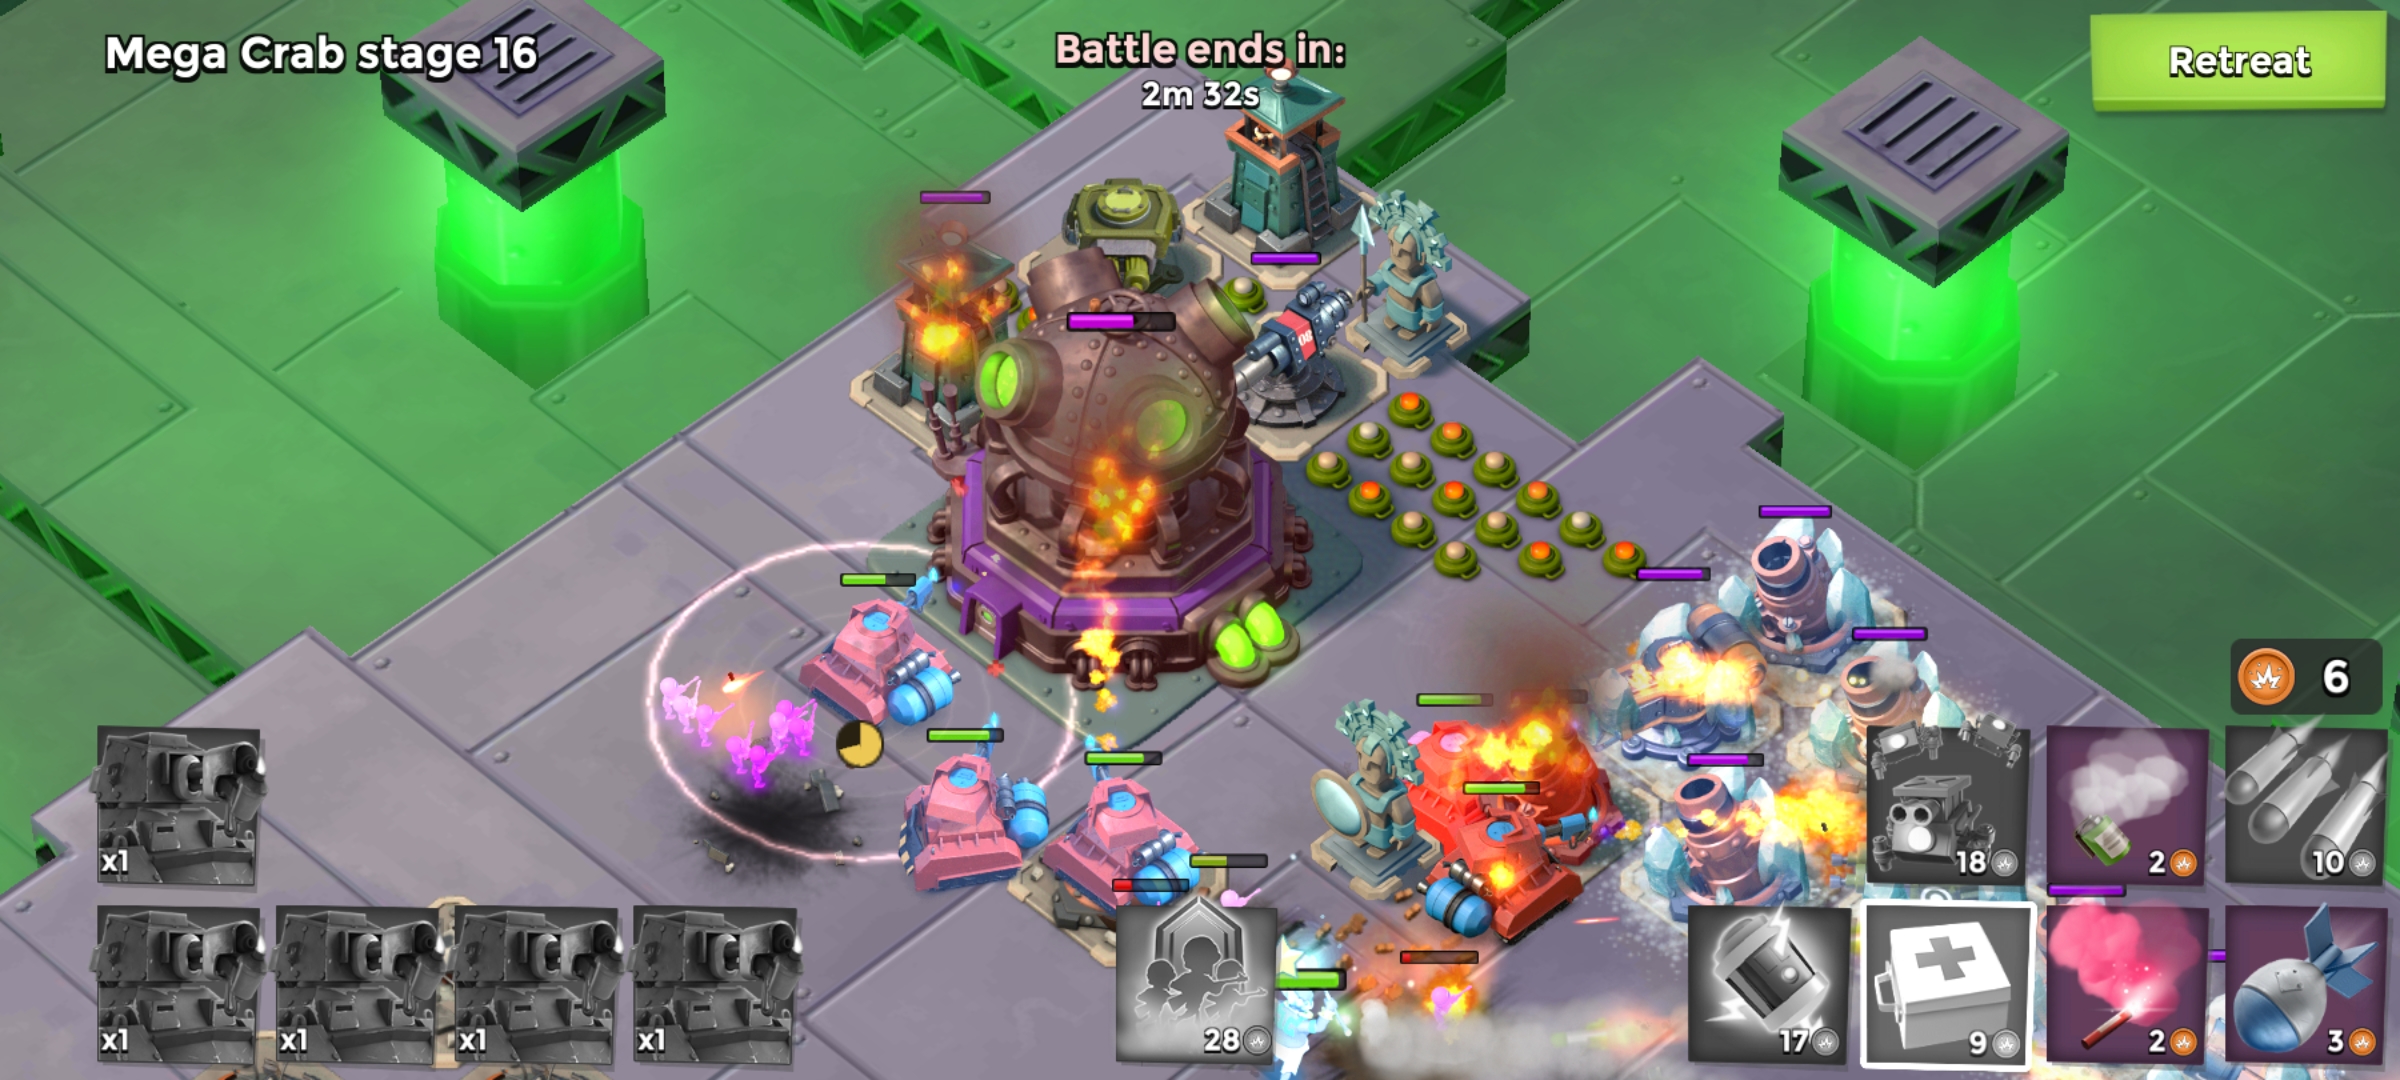 Mega Crab stage 16
Battle ends in:
2m 32s
Retreat
08
6
x1
18
2
10
x1
x1
x1
x1
28
17
9
2
3